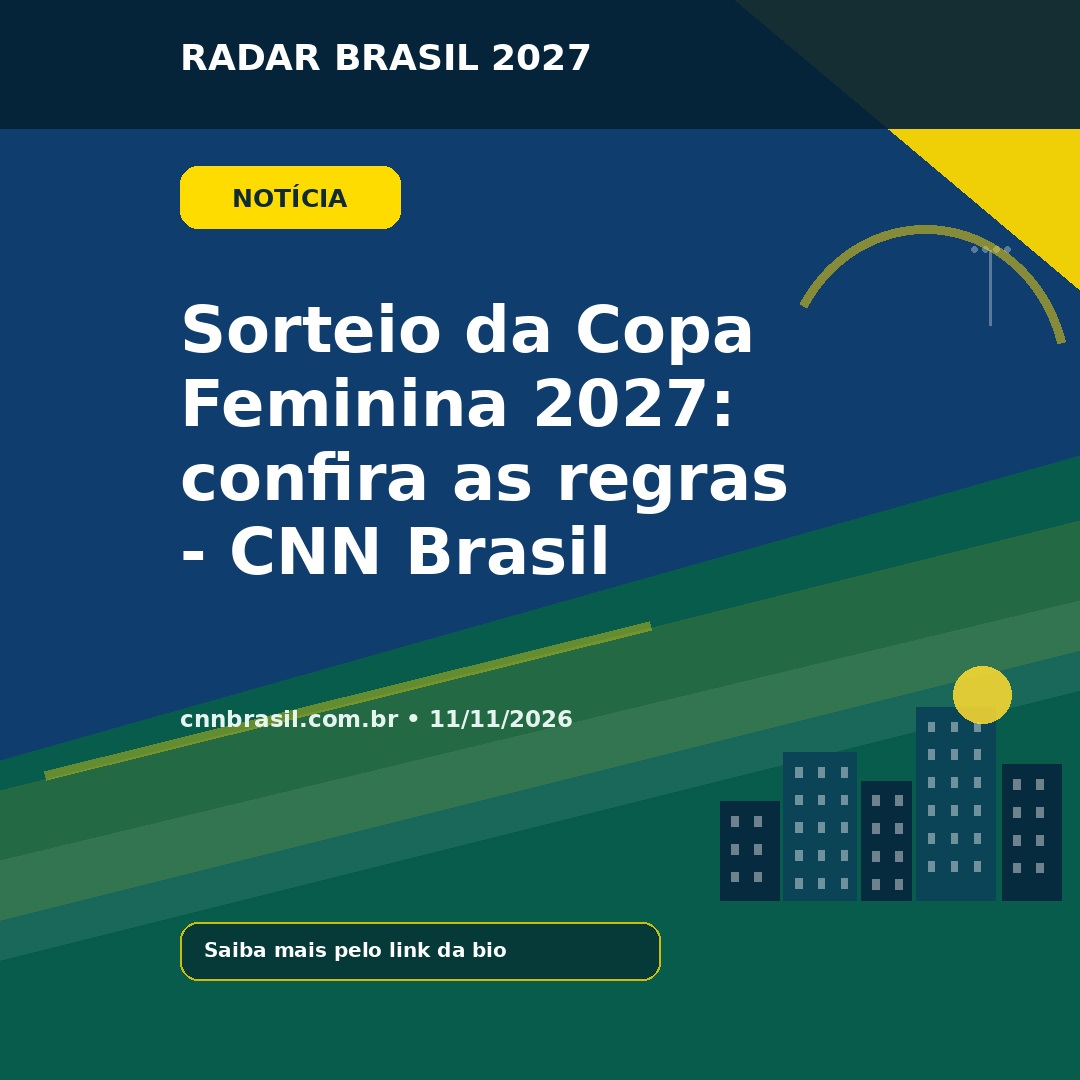 RADAR BRASIL 2027
NOTÍCIA
Sorteio da Copa
Feminina 2027:
confira as regras
- CNN Brasil
cnnbrasil.com.br • 11/11/2026
Saiba mais pelo link da bio